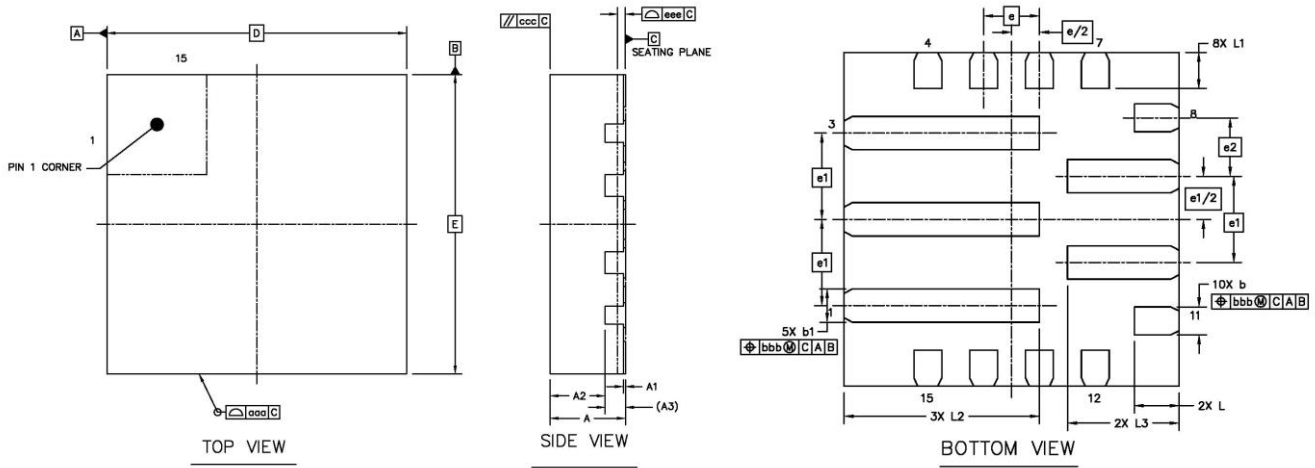 A
D
B
15
1
PIN 1 CORNER
E
⌓ aaa C
TOP VIEW
// ccc C
⌓ eee C
C
SEATING PLANE
A1
A2
(A3)
A
SIDE VIEW
e
e/2
4
7
8X L1
3
8
e2
e1
e1/2
e1
e1
10X b
⌖ bbb Ⓜ C A B
1
11
5X b1
⌖ bbb Ⓜ C A B
15
12
2X L
3X L2
2X L3
BOTTOM VIEW